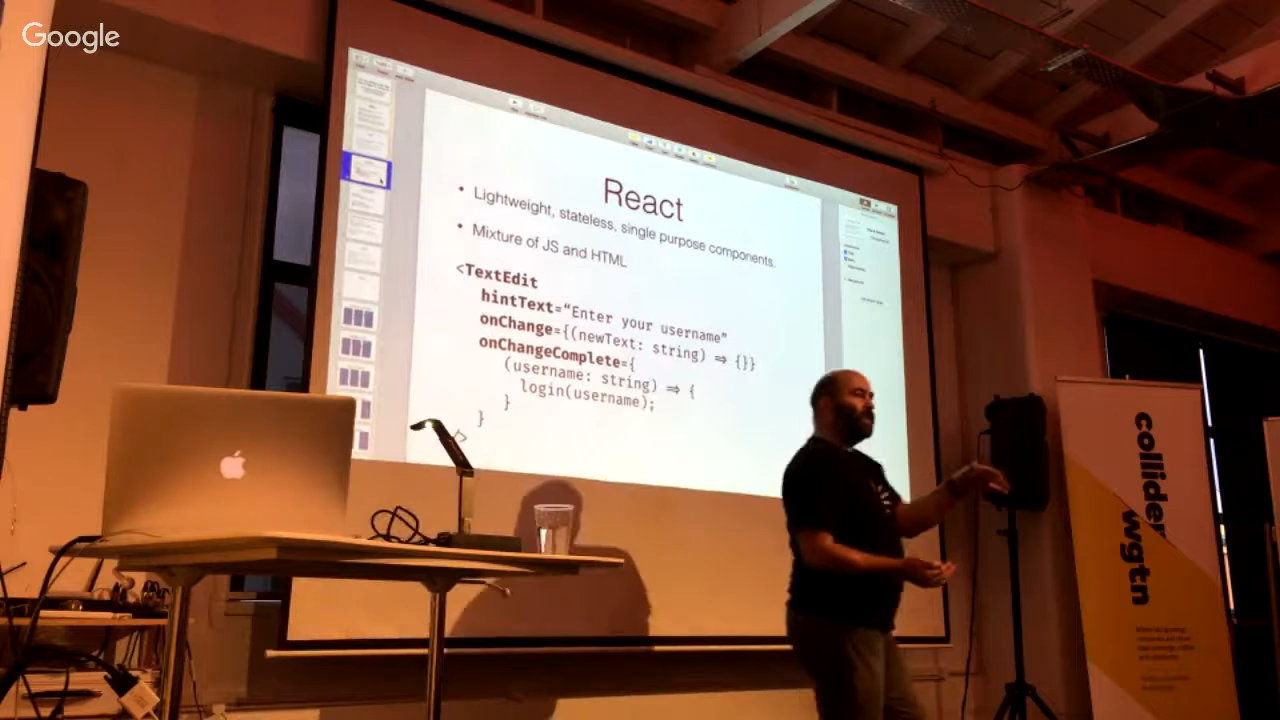 Google
React
• Lightweight, stateless, single purpose components.
• Mixture of JS and HTML
<TextEdit
hintText=“Enter your username”
onChange={(newText: string) => {}}
onChangeComplete={
(username: string) => {
login(username);
}
}
collider
wgtn